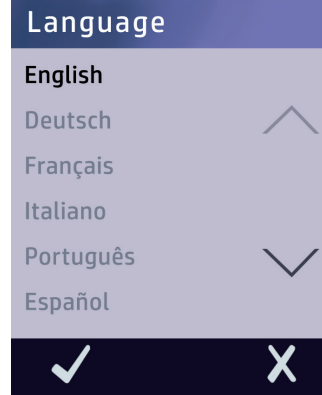 Language
English
Deutsch
Français
Italiano
Português
Español